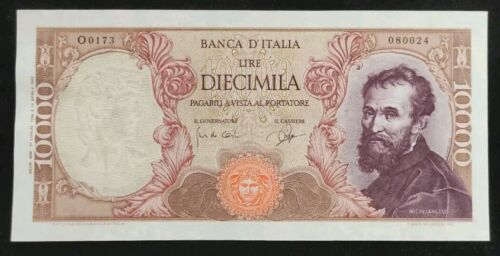 O0173
080024
BANCA D'ITALIA
LIRE
DIECIMILA
PAGABILI A VISTA AL PORTATORE
IL GOVERNATORE
IL CASSIERE
10000
10000
MICHELANGELO